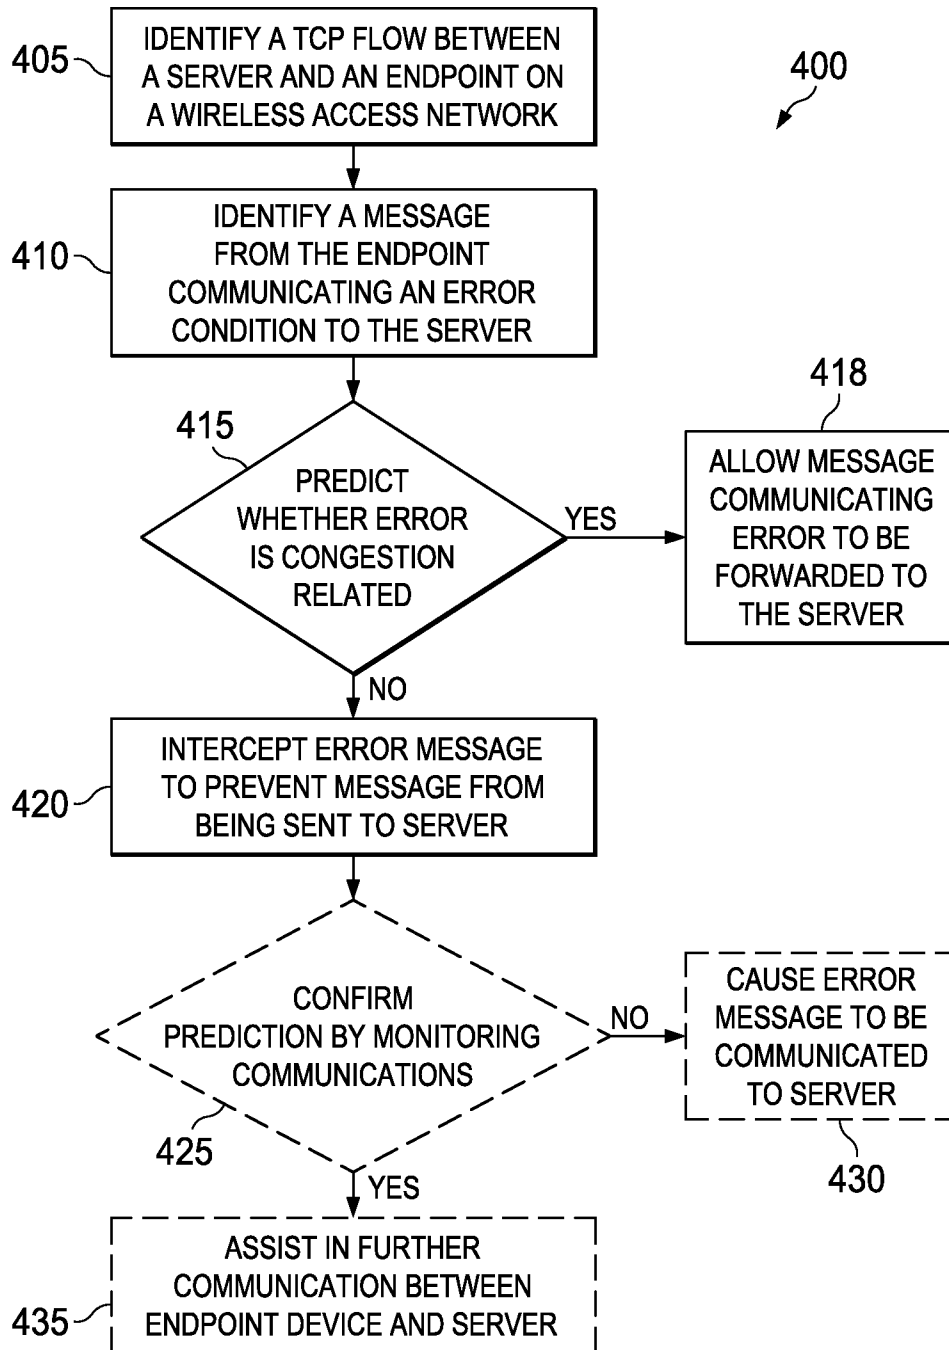 IDENTIFY A TCP FLOW BETWEEN
A SERVER AND AN ENDPOINT ON
A WIRELESS ACCESS NETWORK
405
400
IDENTIFY A MESSAGE
FROM THE ENDPOINT
COMMUNICATING AN ERROR
CONDITION TO THE SERVER
410
415
PREDICT
WHETHER ERROR
IS CONGESTION
RELATED
YES
418
ALLOW MESSAGE
COMMUNICATING
ERROR TO BE
FORWARDED TO
THE SERVER
NO
INTERCEPT ERROR MESSAGE
TO PREVENT MESSAGE FROM
BEING SENT TO SERVER
420
CONFIRM
PREDICTION BY MONITORING
COMMUNICATIONS
425
NO
CAUSE ERROR
MESSAGE TO BE
COMMUNICATED
TO SERVER
430
YES
ASSIST IN FURTHER
COMMUNICATION BETWEEN
ENDPOINT DEVICE AND SERVER
435